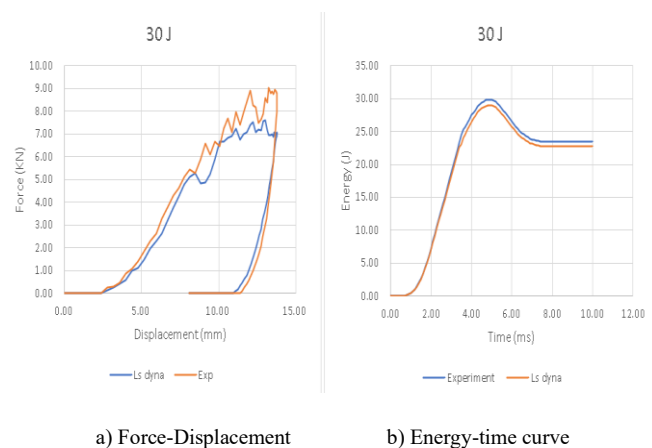 30 J
Force (KN)
10.00
9.00
8.00
7.00
6.00
5.00
4.00
3.00
2.00
1.00
0.00
0.00 5.00 10.00 15.00
Displacement (mm)
Ls dyna Exp
30 J
Energy (J)
35.00
30.00
25.00
20.00
15.00
10.00
5.00
0.00
0.00 2.00 4.00 6.00 8.00 10.00 12.00
Time (ms)
Experiment Ls dyna
a) Force-Displacement b) Energy-time curve